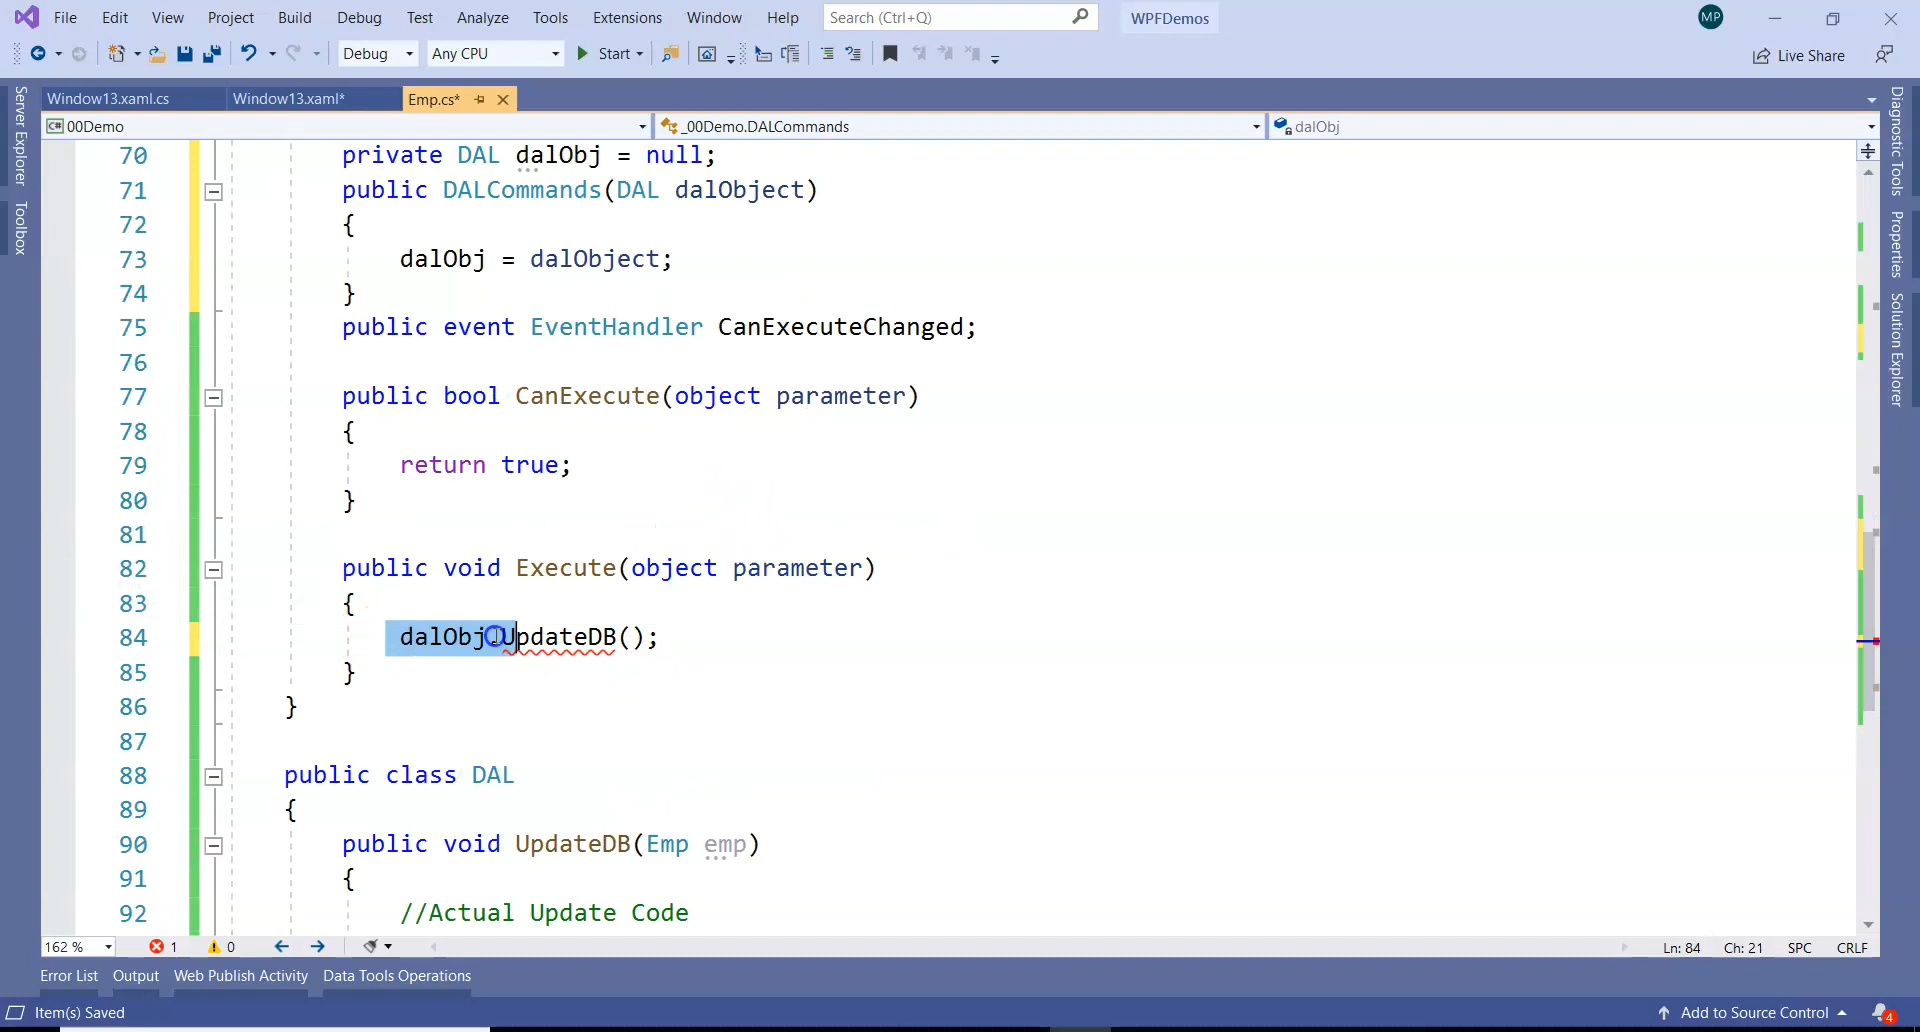 File Edit View Project Build Debug Test Analyze Tools Extensions Window Help Search (Ctrl+Q) WPFDemos MP
Debug Any CPU Start Live Share
Window13.xaml.cs Window13.xaml* Emp.cs*
C# 00Demo _00Demo.DALCommands dalObj
Server Explorer
Toolbox
Diagnostic Tools
Properties
Solution Explorer
70 private DAL dalObj = null;
71 public DALCommands(DAL dalObject)
72 {
73 dalObj = dalObject;
74 }
75 public event EventHandler CanExecuteChanged;
76
77 public bool CanExecute(object parameter)
78 {
79 return true;
80 }
81
82 public void Execute(object parameter)
83 {
84 dalObj.UpdateDB();
85 }
86 }
87
88 public class DAL
89 {
90 public void UpdateDB(Emp emp)
91 {
92 //Actual Update Code
162 % 1 0 Ln: 84 Ch: 21 SPC CRLF
Error List Output Web Publish Activity Data Tools Operations
Item(s) Saved Add to Source Control 4